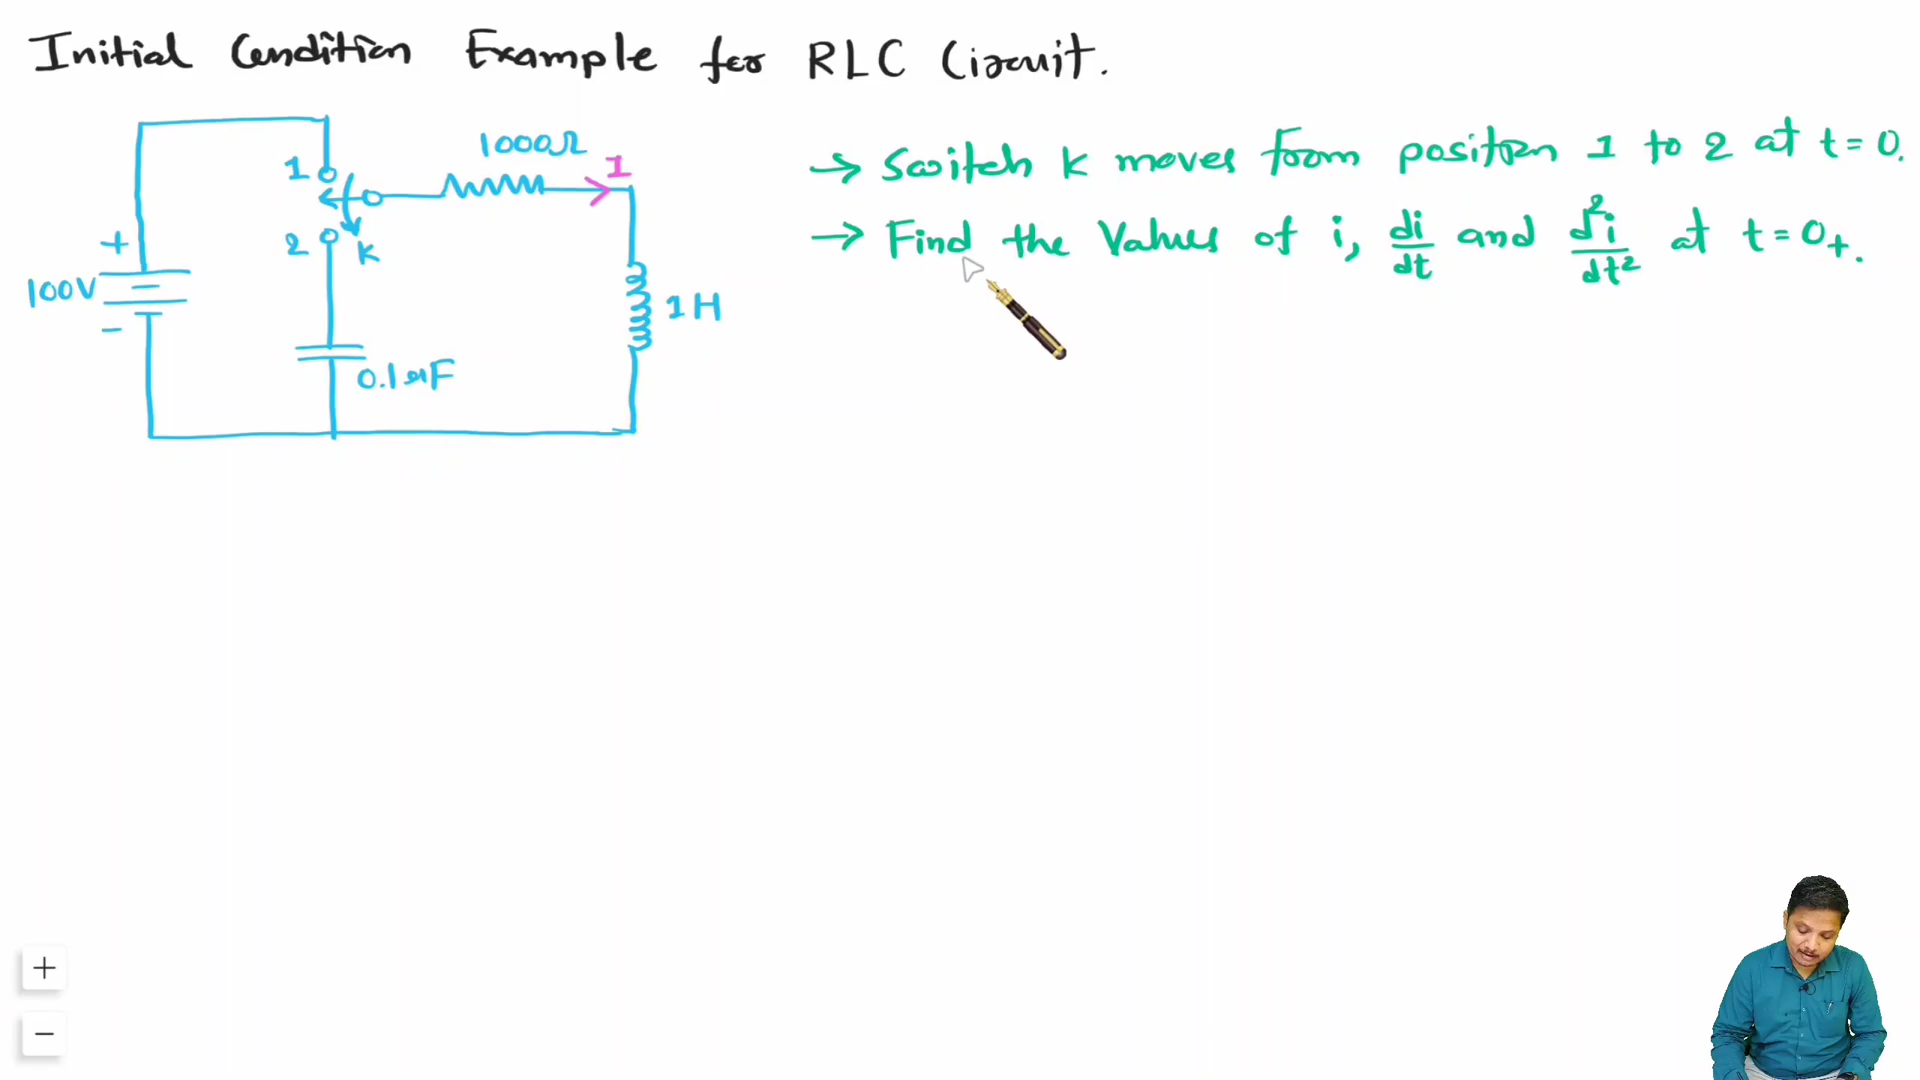 Initial Condition Example for RLC Circuit.
1000Ω
I
1
2
K
+
100V
-
0.1μF
1H
→ Switch K moves from position 1 to 2 at t=0.
→ Find the Values of i, di/dt and d²i/dt² at t=0+.
+
−